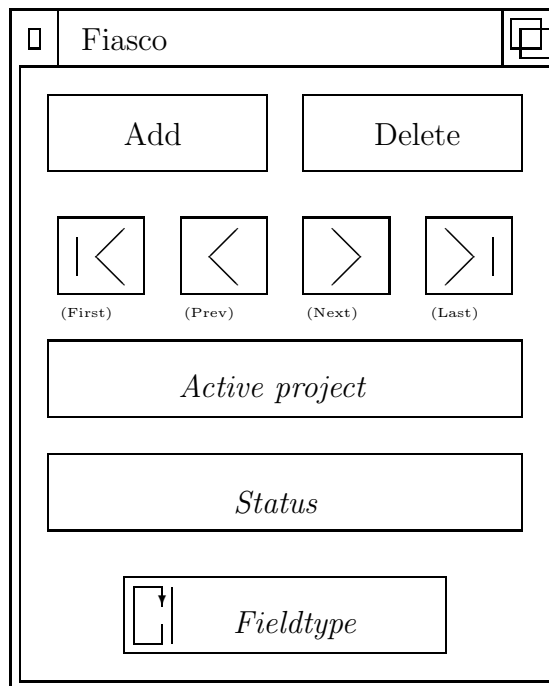 Fiasco
Add Delete
(First) (Prev) (Next) (Last)
Active project
Status
Fieldtype